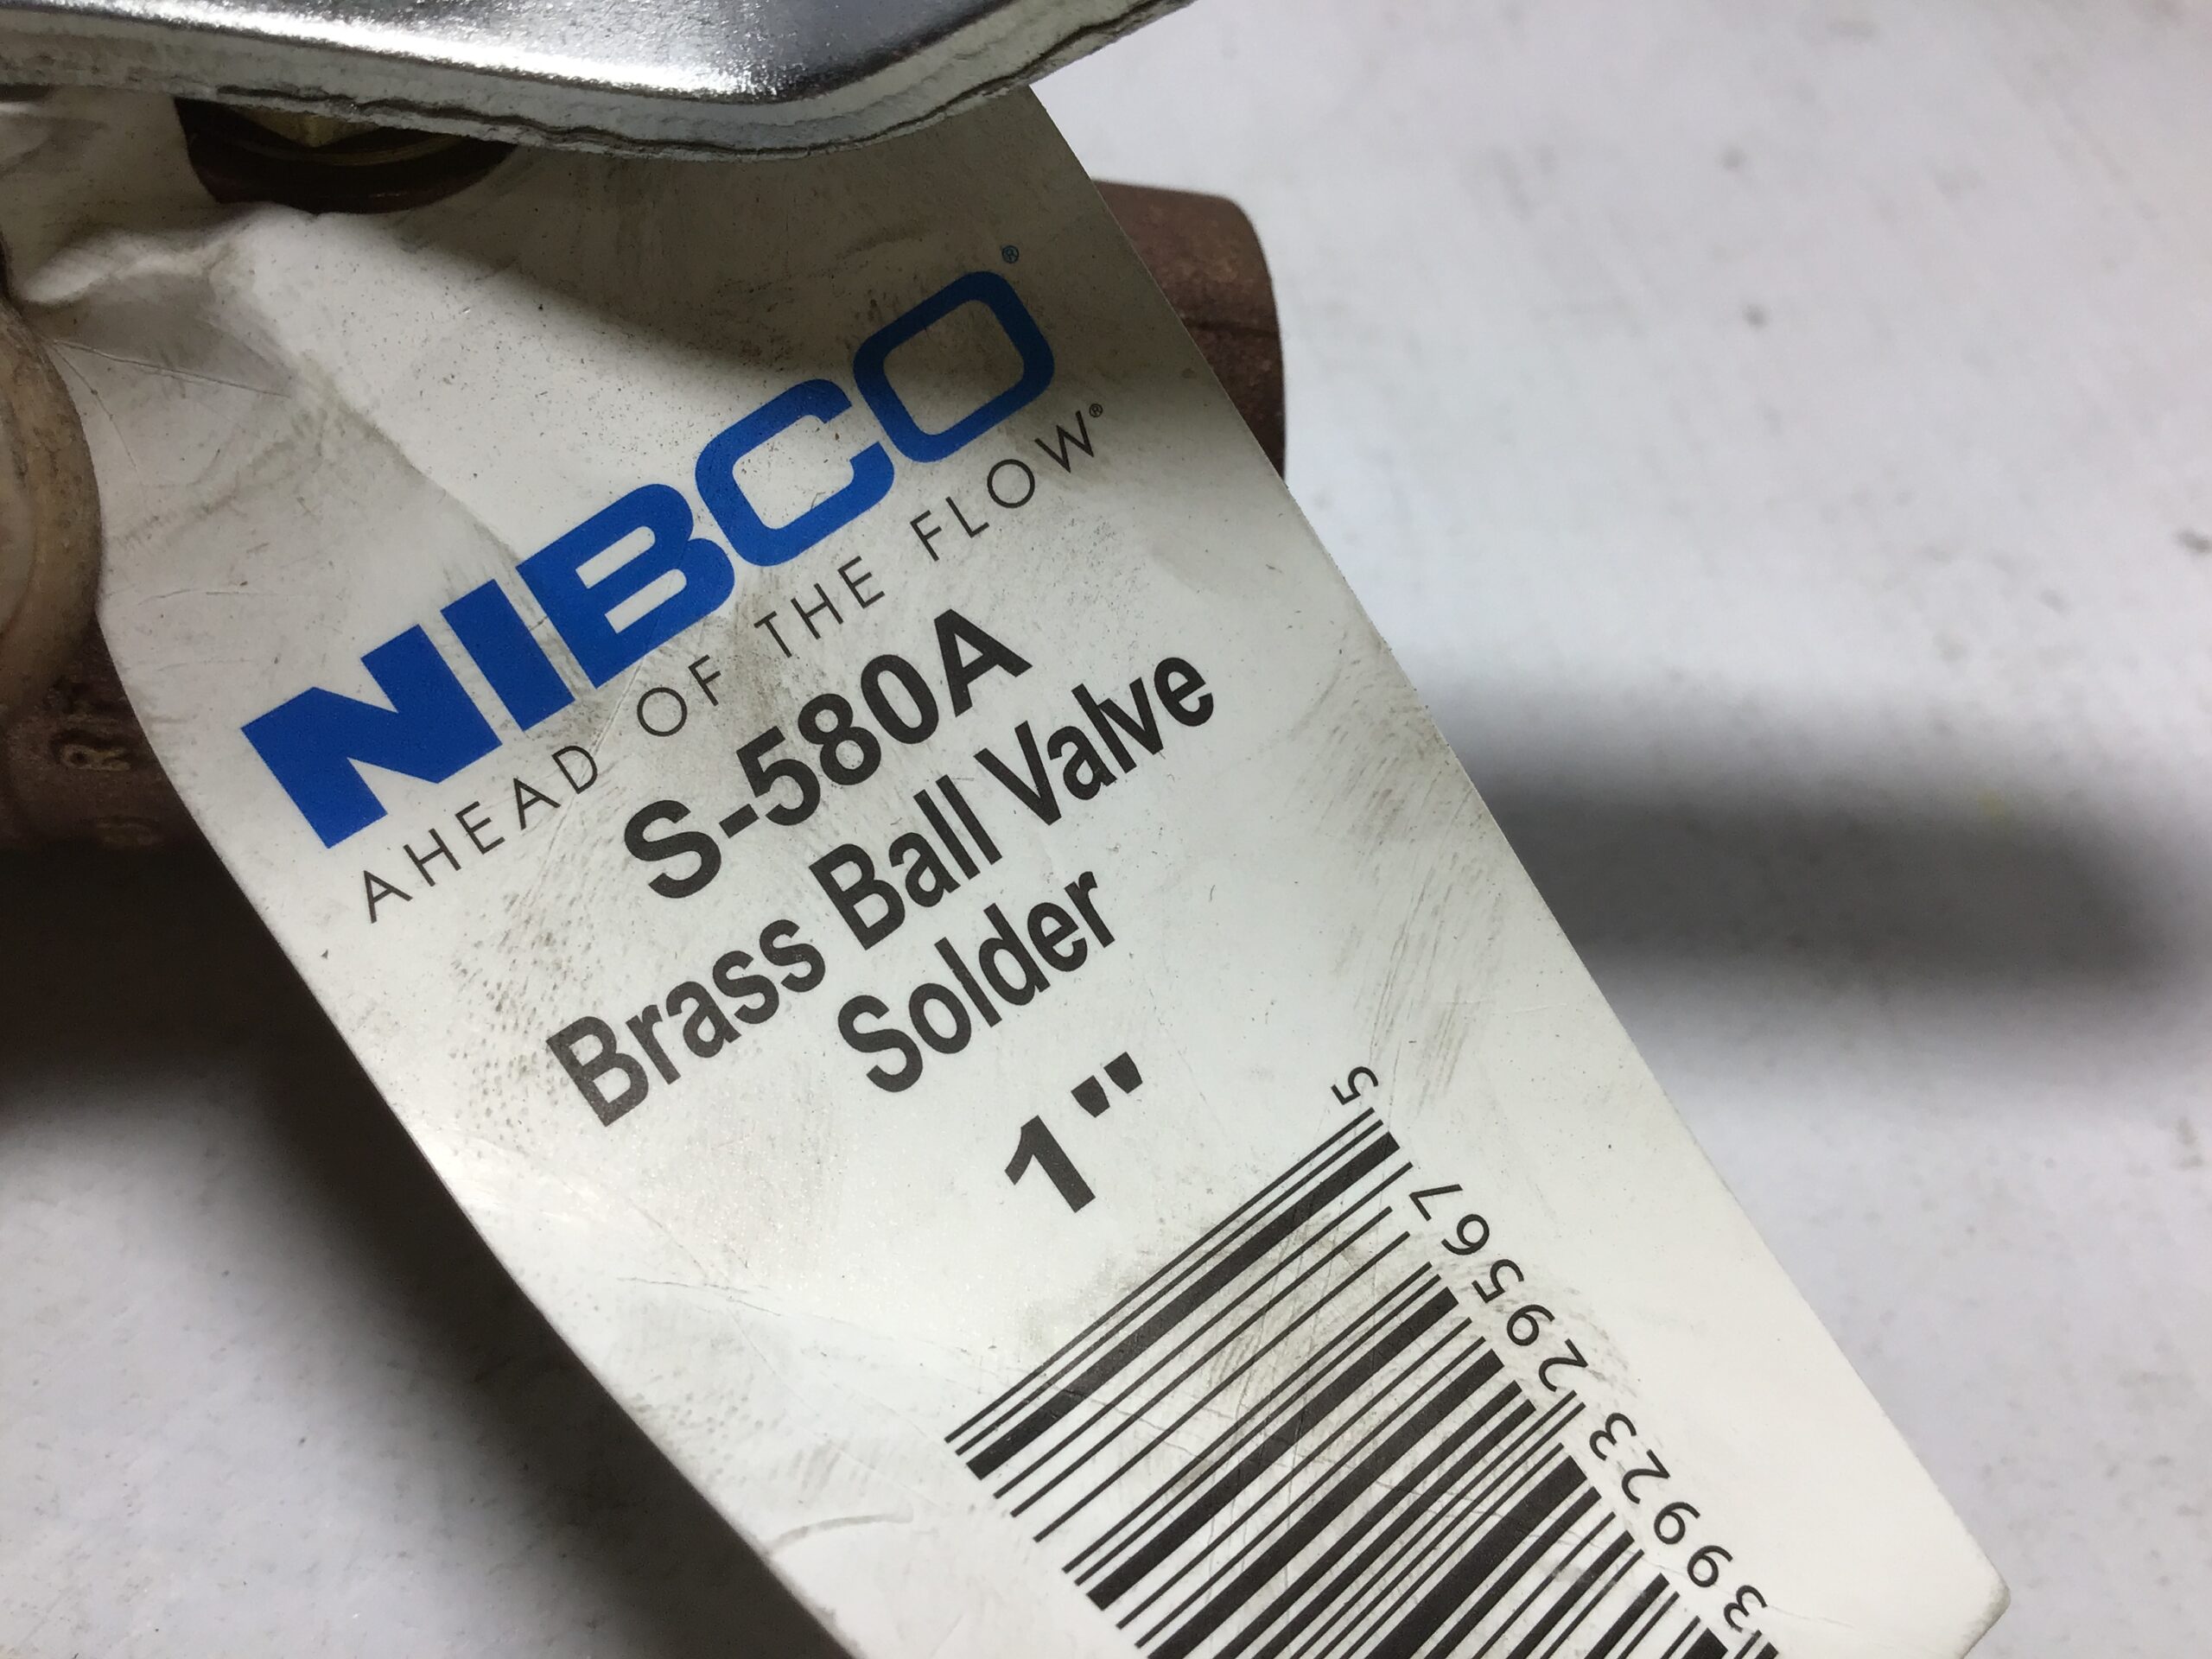 NIBCO®
AHEAD OF THE FLOW®
S-580A
Brass Ball Valve
Solder
1"
39923 29567 5